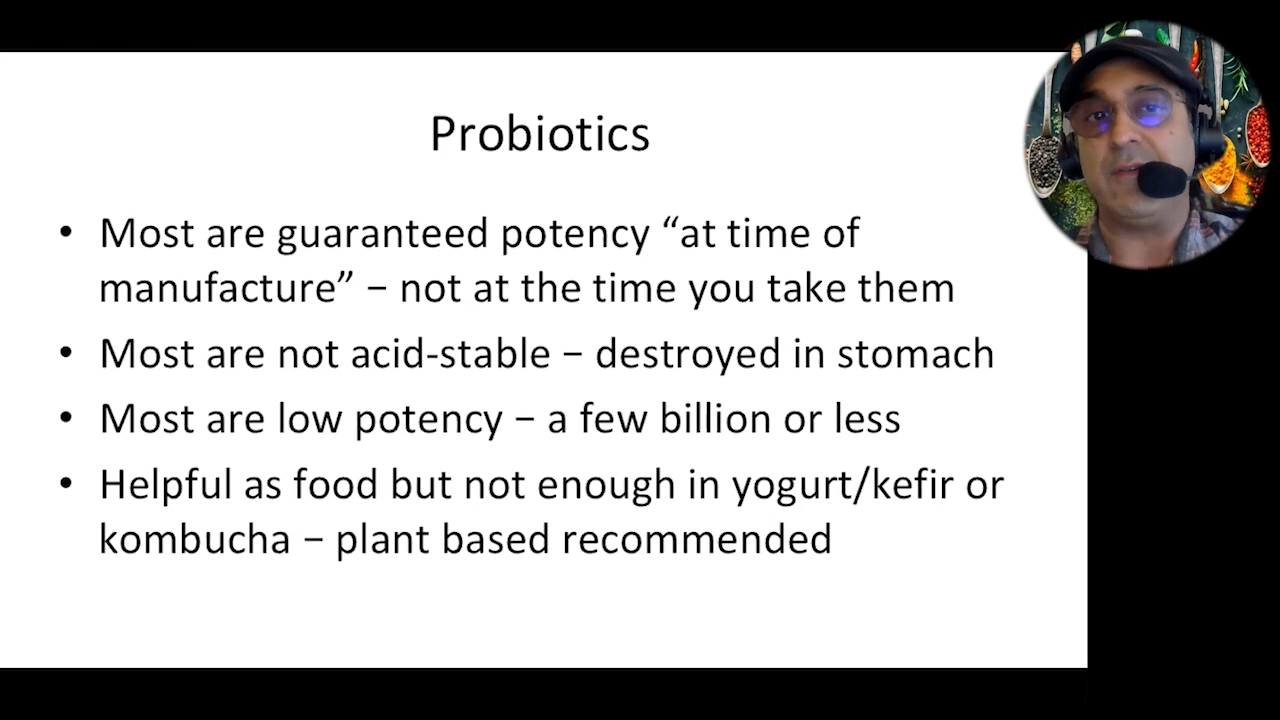 Probiotics
• Most are guaranteed potency “at time of
manufacture” − not at the time you take them
• Most are not acid-stable − destroyed in stomach
• Most are low potency − a few billion or less
• Helpful as food but not enough in yogurt/kefir or
kombucha − plant based recommended